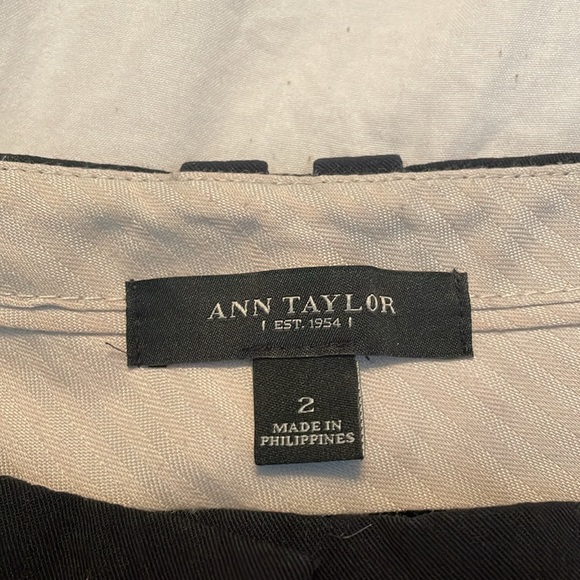 ANN TAYLOR
| EST. 1954 |
2
MADE IN
PHILIPPINES